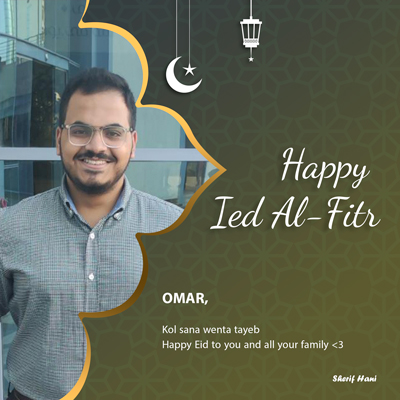 Happy
Ied Al-Fitr
OMAR,
Kol sana wenta tayeb
Happy Eid to you and all your family <3
Sherif Hani